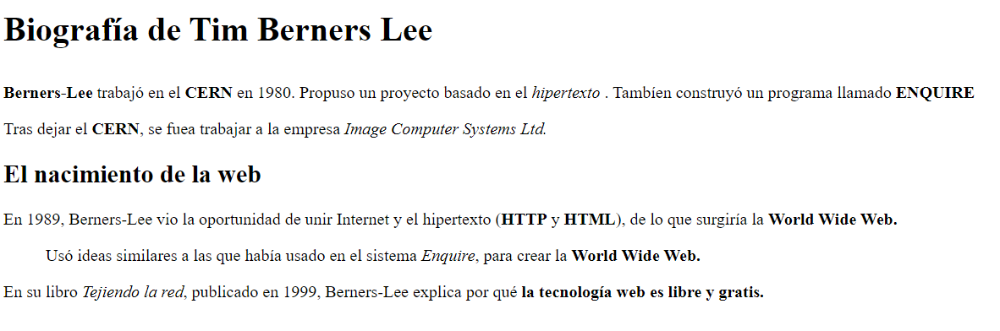 Biografía de Tim Berners Lee
Berners-Lee trabajó en el CERN en 1980. Propuso un proyecto basado en el hipertexto . Tambíen construyó un programa llamado ENQUIRE
Tras dejar el CERN, se fuea trabajar a la empresa Image Computer Systems Ltd.
El nacimiento de la web
En 1989, Berners-Lee vio la oportunidad de unir Internet y el hipertexto (HTTP y HTML), de lo que surgiría la World Wide Web.
Usó ideas similares a las que había usado en el sistema Enquire, para crear la World Wide Web.
En su libro Tejiendo la red, publicado en 1999, Berners-Lee explica por qué la tecnología web es libre y gratis.